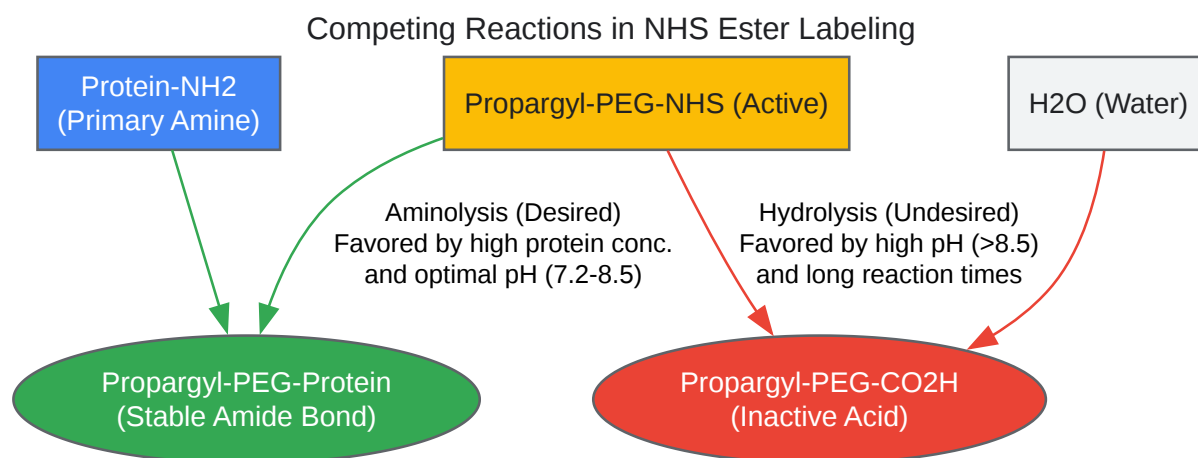 Competing Reactions in NHS Ester Labeling
Protein-NH2
(Primary Amine)
Propargyl-PEG-NHS (Active)
H2O (Water)
Aminolysis (Desired)
Favored by high protein conc.
and optimal pH (7.2-8.5)
Hydrolysis (Undesired)
Favored by high pH (>8.5)
and long reaction times
Propargyl-PEG-Protein
(Stable Amide Bond)
Propargyl-PEG-CO2H
(Inactive Acid)